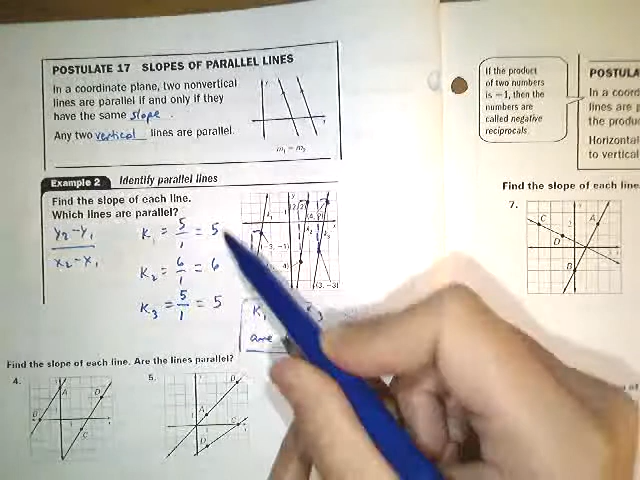 POSTULATE 17 SLOPES OF PARALLEL LINES
In a coordinate plane, two nonvertical
lines are parallel if and only if they
have the same slope.
Any two vertical lines are parallel.
m₁ = m₂
Example 2 Identify parallel lines
Find the slope of each line.
Which lines are parallel?
y₂-y₁
x₂-x₁
K₁ = 5/1 = 5
K₂ = 6/1 = 6
K₃ = 5/1 = 5
K₁
are
Find the slope of each line. Are the lines parallel?
4.
A
B
C
D
5.
A
B
C
D
If the product
of two numbers
is −1, then the
numbers are
called negative
reciprocals
POSTULA
In a coord
lines are p
the produc
Horizontal
to vertical
Find the slope of each line
7.
C
D
A
B